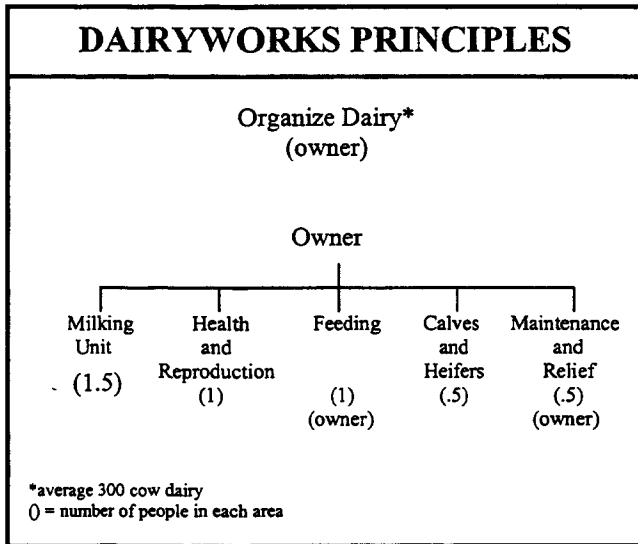 DAIRYWORKS PRINCIPLES
Organize Dairy*
(owner)
Owner
Milking
Unit
(1.5)
Health
and
Reproduction
(1)
Feeding
(1)
(owner)
Calves
and
Heifers
(.5)
Maintenance
and
Relief
(.5)
(owner)
*average 300 cow dairy
() = number of people in each area